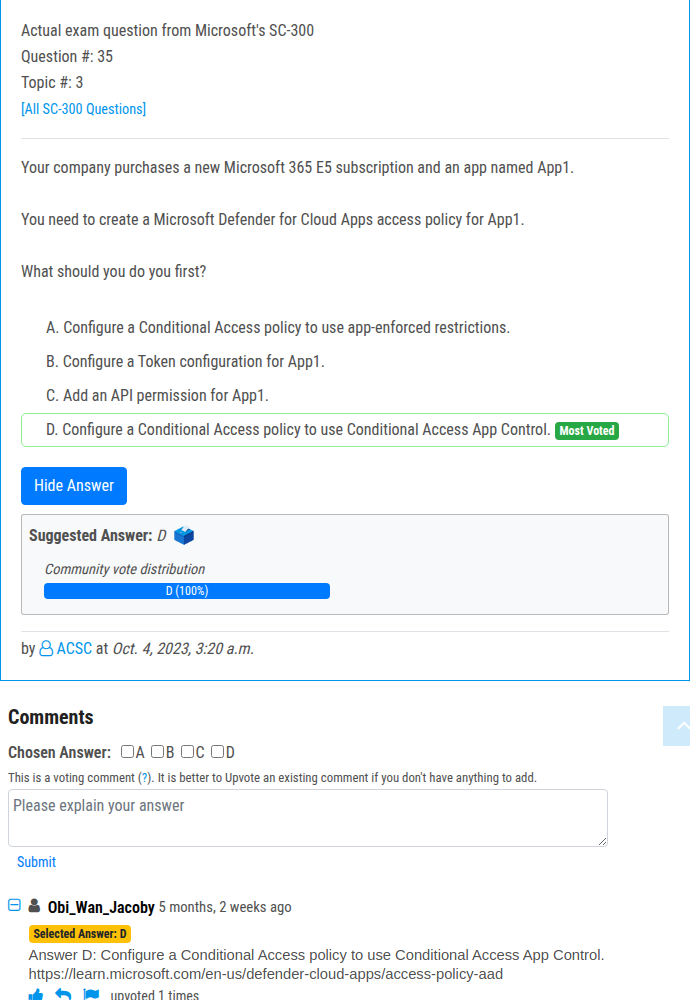 Actual exam question from Microsoft's SC-300
Question #: 35
Topic #: 3
[All SC-300 Questions]
Your company purchases a new Microsoft 365 E5 subscription and an app named App1.
You need to create a Microsoft Defender for Cloud Apps access policy for App1.
What should you do you first?
A. Configure a Conditional Access policy to use app-enforced restrictions.
B. Configure a Token configuration for App1.
C. Add an API permission for App1.
D. Configure a Conditional Access policy to use Conditional Access App Control. Most Voted
Hide Answer
Suggested Answer: D
Community vote distribution
D (100%)
by ACSC at Oct. 4, 2023, 3:20 a.m.
Comments
Chosen Answer: A B C D
This is a voting comment (?). It is better to Upvote an existing comment if you don't have anything to add.
Please explain your answer
Submit
Obi_Wan_Jacoby 5 months, 2 weeks ago
Selected Answer: D
Answer D: Configure a Conditional Access policy to use Conditional Access App Control.
https://learn.microsoft.com/en-us/defender-cloud-apps/access-policy-aad
upvoted 1 times